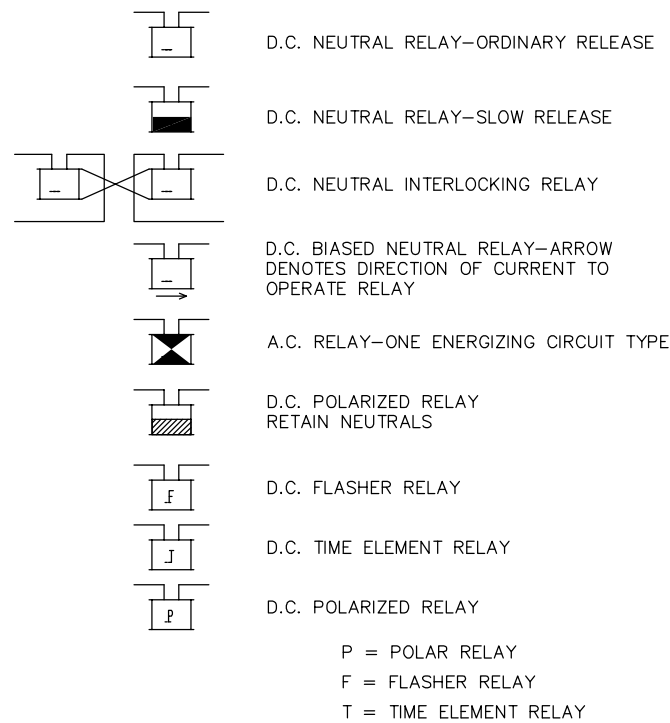 D.C. NEUTRAL RELAY–ORDINARY RELEASE
D.C. NEUTRAL RELAY–SLOW RELEASE
D.C. NEUTRAL INTERLOCKING RELAY
D.C. BIASED NEUTRAL RELAY–ARROW
DENOTES DIRECTION OF CURRENT TO
OPERATE RELAY
A.C. RELAY–ONE ENERGIZING CIRCUIT TYPE
D.C. POLARIZED RELAY
RETAIN NEUTRALS
F
D.C. FLASHER RELAY
T
D.C. TIME ELEMENT RELAY
P
D.C. POLARIZED RELAY
P = POLAR RELAY
F = FLASHER RELAY
T = TIME ELEMENT RELAY